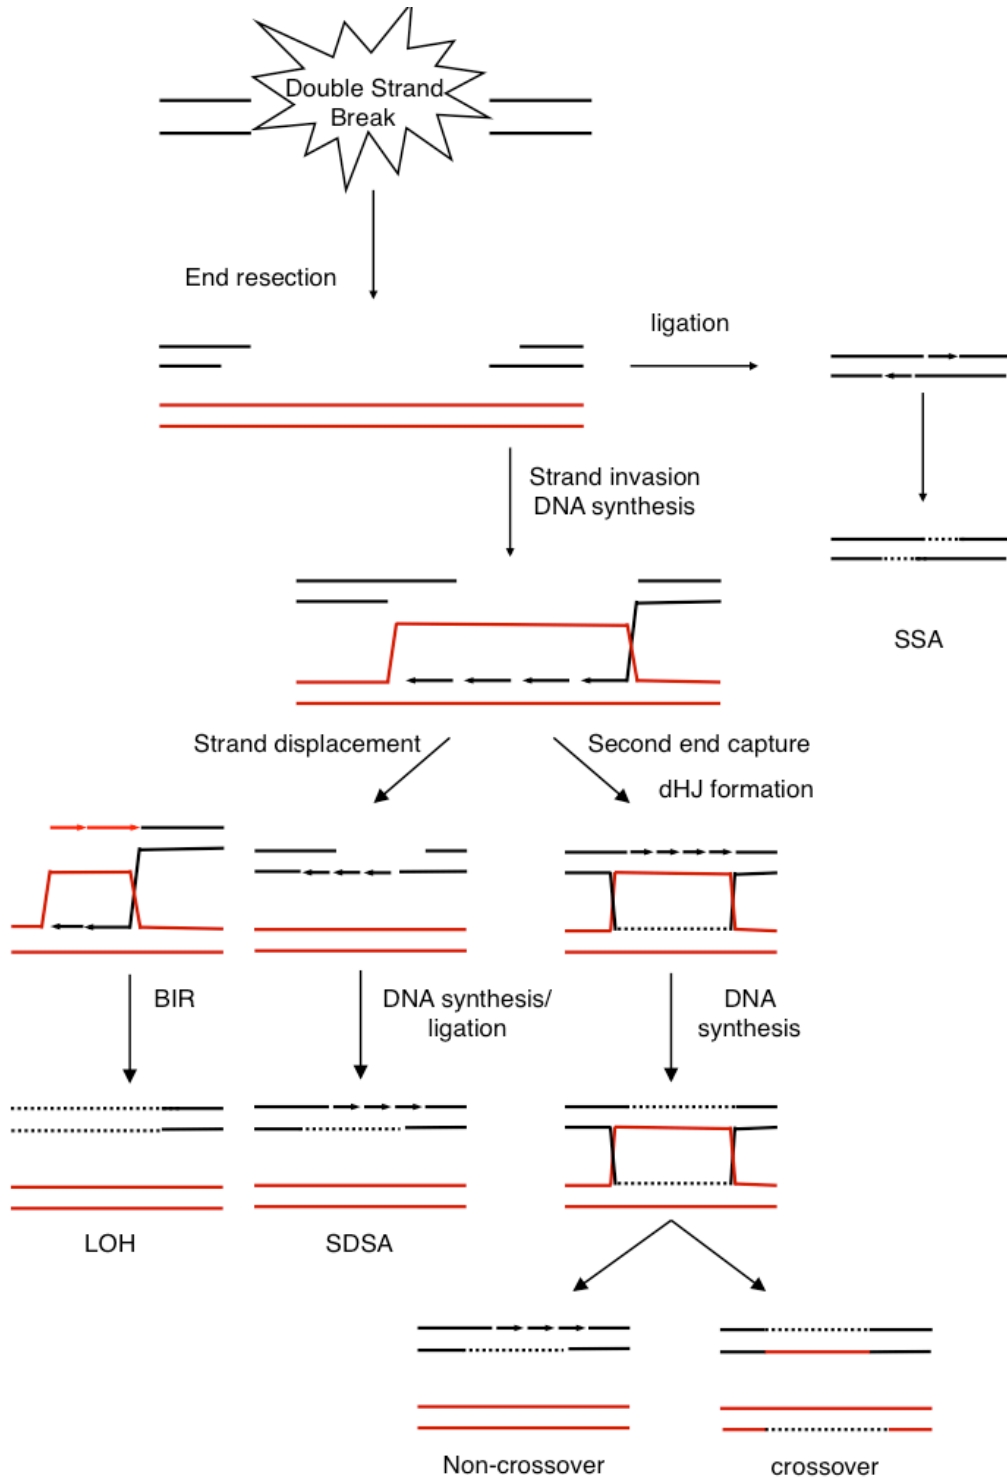 Double Strand
Break
End resection
ligation
Strand invasion
DNA synthesis
SSA
Strand displacement
Second end capture
dHJ formation
BIR
DNA synthesis/
ligation
DNA
synthesis
LOH
SDSA
Non-crossover
crossover